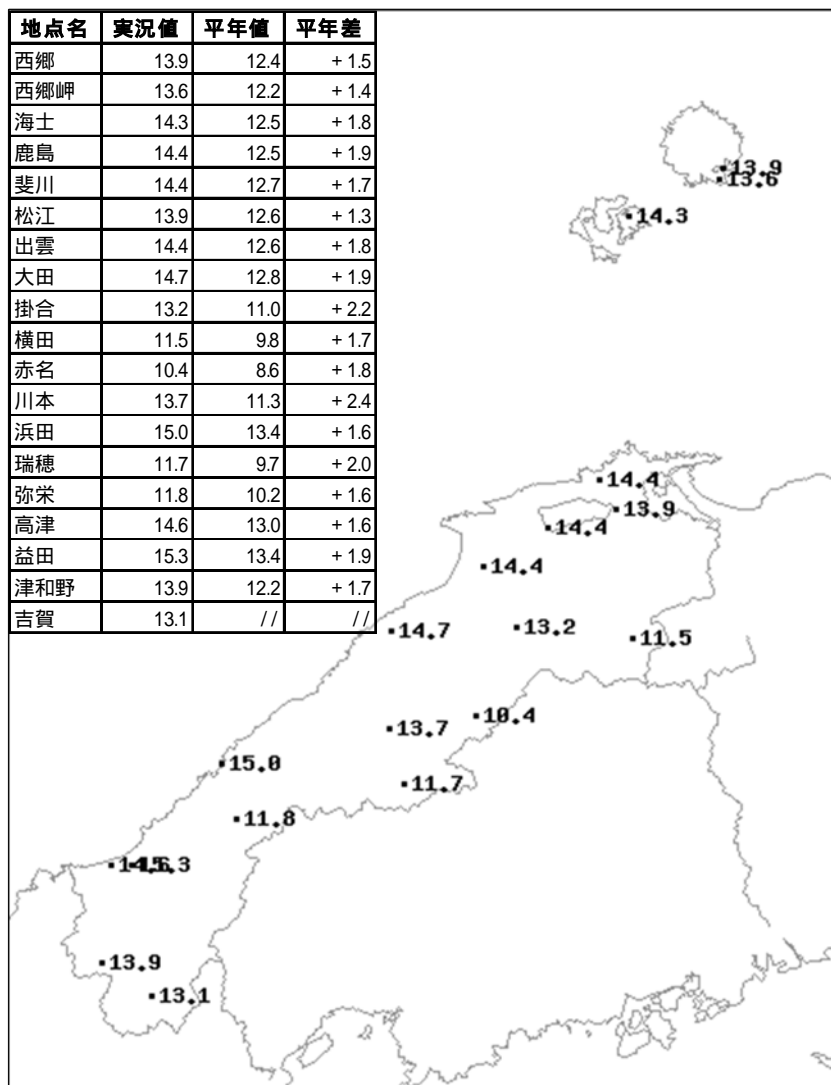 地点名 実況値 平年値 平年差
西郷 13.9 12.4 +1.5
西郷岬 13.6 12.2 +1.4
海士 14.3 12.5 +1.8
鹿島 14.4 12.5 +1.9
斐川 14.4 12.7 +1.7
松江 13.9 12.6 +1.3
出雲 14.4 12.6 +1.8
大田 14.7 12.8 +1.9
掛合 13.2 11.0 +2.2
横田 11.5 9.8 +1.7
赤名 10.4 8.6 +1.8
川本 13.7 11.3 +2.4
浜田 15.0 13.4 +1.6
瑞穂 11.7 9.7 +2.0
弥栄 11.8 10.2 +1.6
高津 14.6 13.0 +1.6
益田 15.3 13.4 +1.9
津和野 13.9 12.2 +1.7
吉賀 13.1 // //
13.9
13.6
14.3
14.4
13.9
14.4
14.4
14.7
13.2
11.5
10.4
13.7
15.0
11.7
11.8
14.6
15.3
13.9
13.1